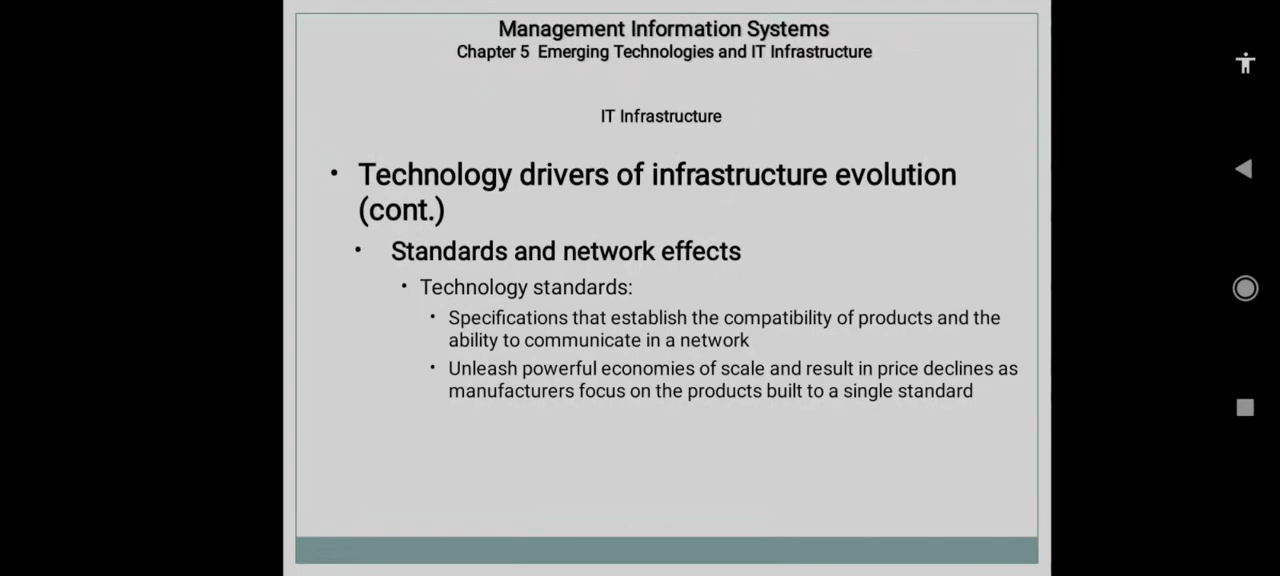 Management Information Systems
Chapter 5 Emerging Technologies and IT Infrastructure
IT Infrastructure
• Technology drivers of infrastructure evolution
(cont.)
• Standards and network effects
• Technology standards:
• Specifications that establish the compatibility of products and the
ability to communicate in a network
• Unleash powerful economies of scale and result in price declines as
manufacturers focus on the products built to a single standard